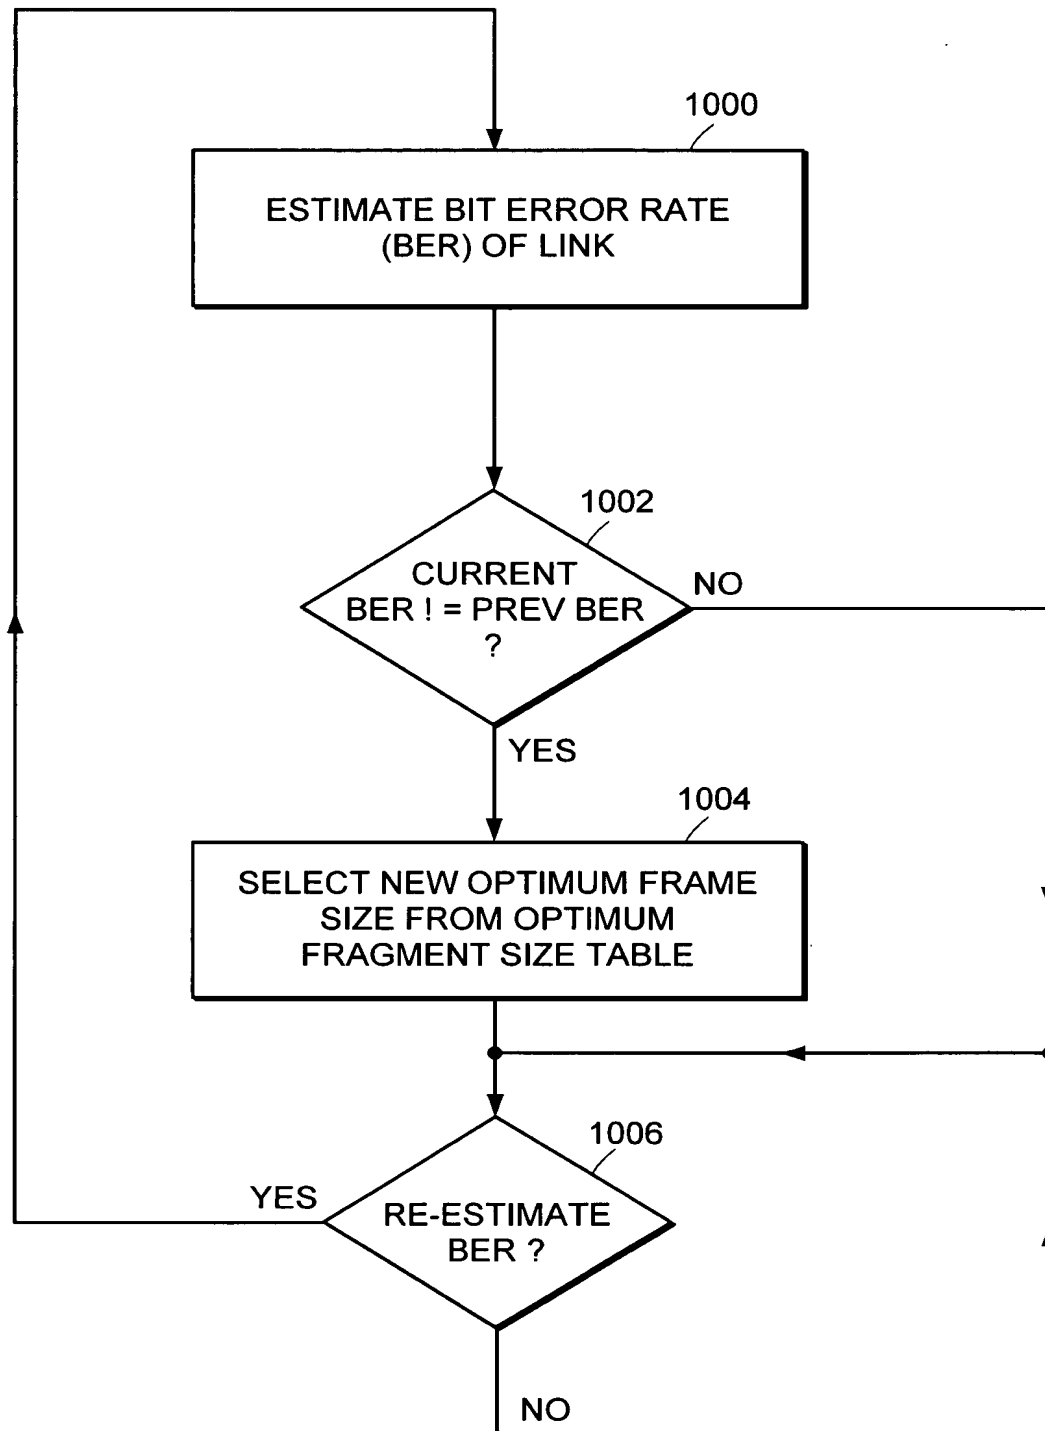 1000
ESTIMATE BIT ERROR RATE
(BER) OF LINK
1002
CURRENT
BER ! = PREV BER
?
NO
YES
1004
SELECT NEW OPTIMUM FRAME
SIZE FROM OPTIMUM
FRAGMENT SIZE TABLE
1006
YES
RE-ESTIMATE
BER ?
NO